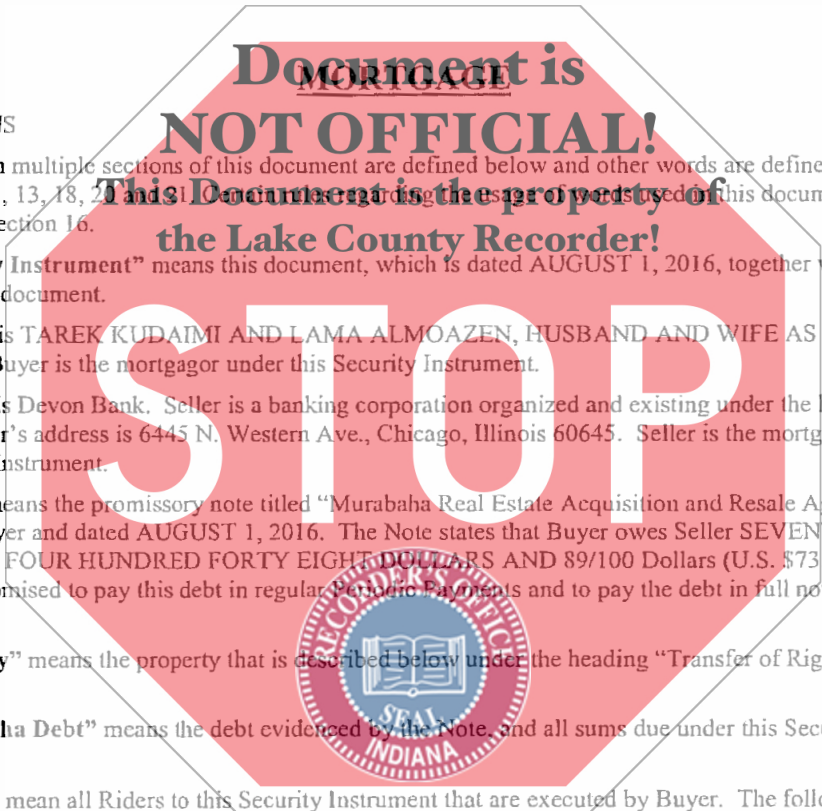 Document is
MORTGAGE
NOT OFFICIAL!
multiple sections of this document are defined below and other words are define
, 13, 18, 20 and 21. Certain rules regarding the usage of words used in this docum
This Document is the property of
ection 16.
the Lake County Recorder!
Instrument” means this document, which is dated AUGUST 1, 2016, together
document.
is TAREK KUDAIMI AND LAMA ALMOAZEN, HUSBAND AND WIFE AS
Buyer is the mortgagor under this Security Instrument.
s Devon Bank. Seller is a banking corporation organized and existing under the
r’s address is 6445 N. Western Ave., Chicago, Illinois 60645. Seller is the mortg
nstrument.
STOP
eans the promissory note titled “Murabaha Real Estate Acquisition and Resale A
yer and dated AUGUST 1, 2016. The Note states that Buyer owes Seller SEVEN
FOUR HUNDRED FORTY EIGHT DOLLARS AND 89/100 Dollars (U.S. $73
mised to pay this debt in regular Periodic Payments and to pay the debt in full no
RECORDER'S OFFICE
y” means the property that is described below under the heading “Transfer of Rig
SEAL
ha Debt” means the debt evidenced by the Note, and all sums due under this Sec
INDIANA
mean all Riders to this Security Instrument that are executed by Buyer. The foll